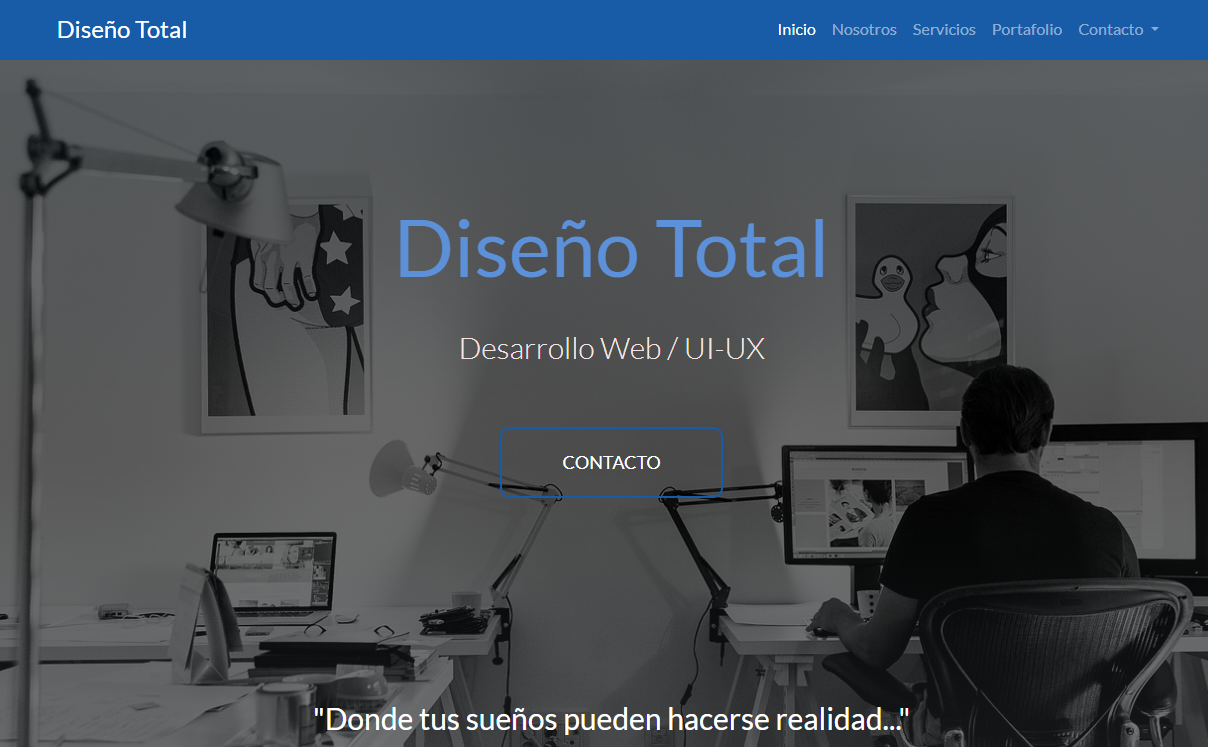 Diseño Total
Inicio Nosotros Servicios Portafolio Contacto
Diseño Total
Desarrollo Web / UI-UX
CONTACTO
"Donde tus sueños pueden hacerse realidad..."